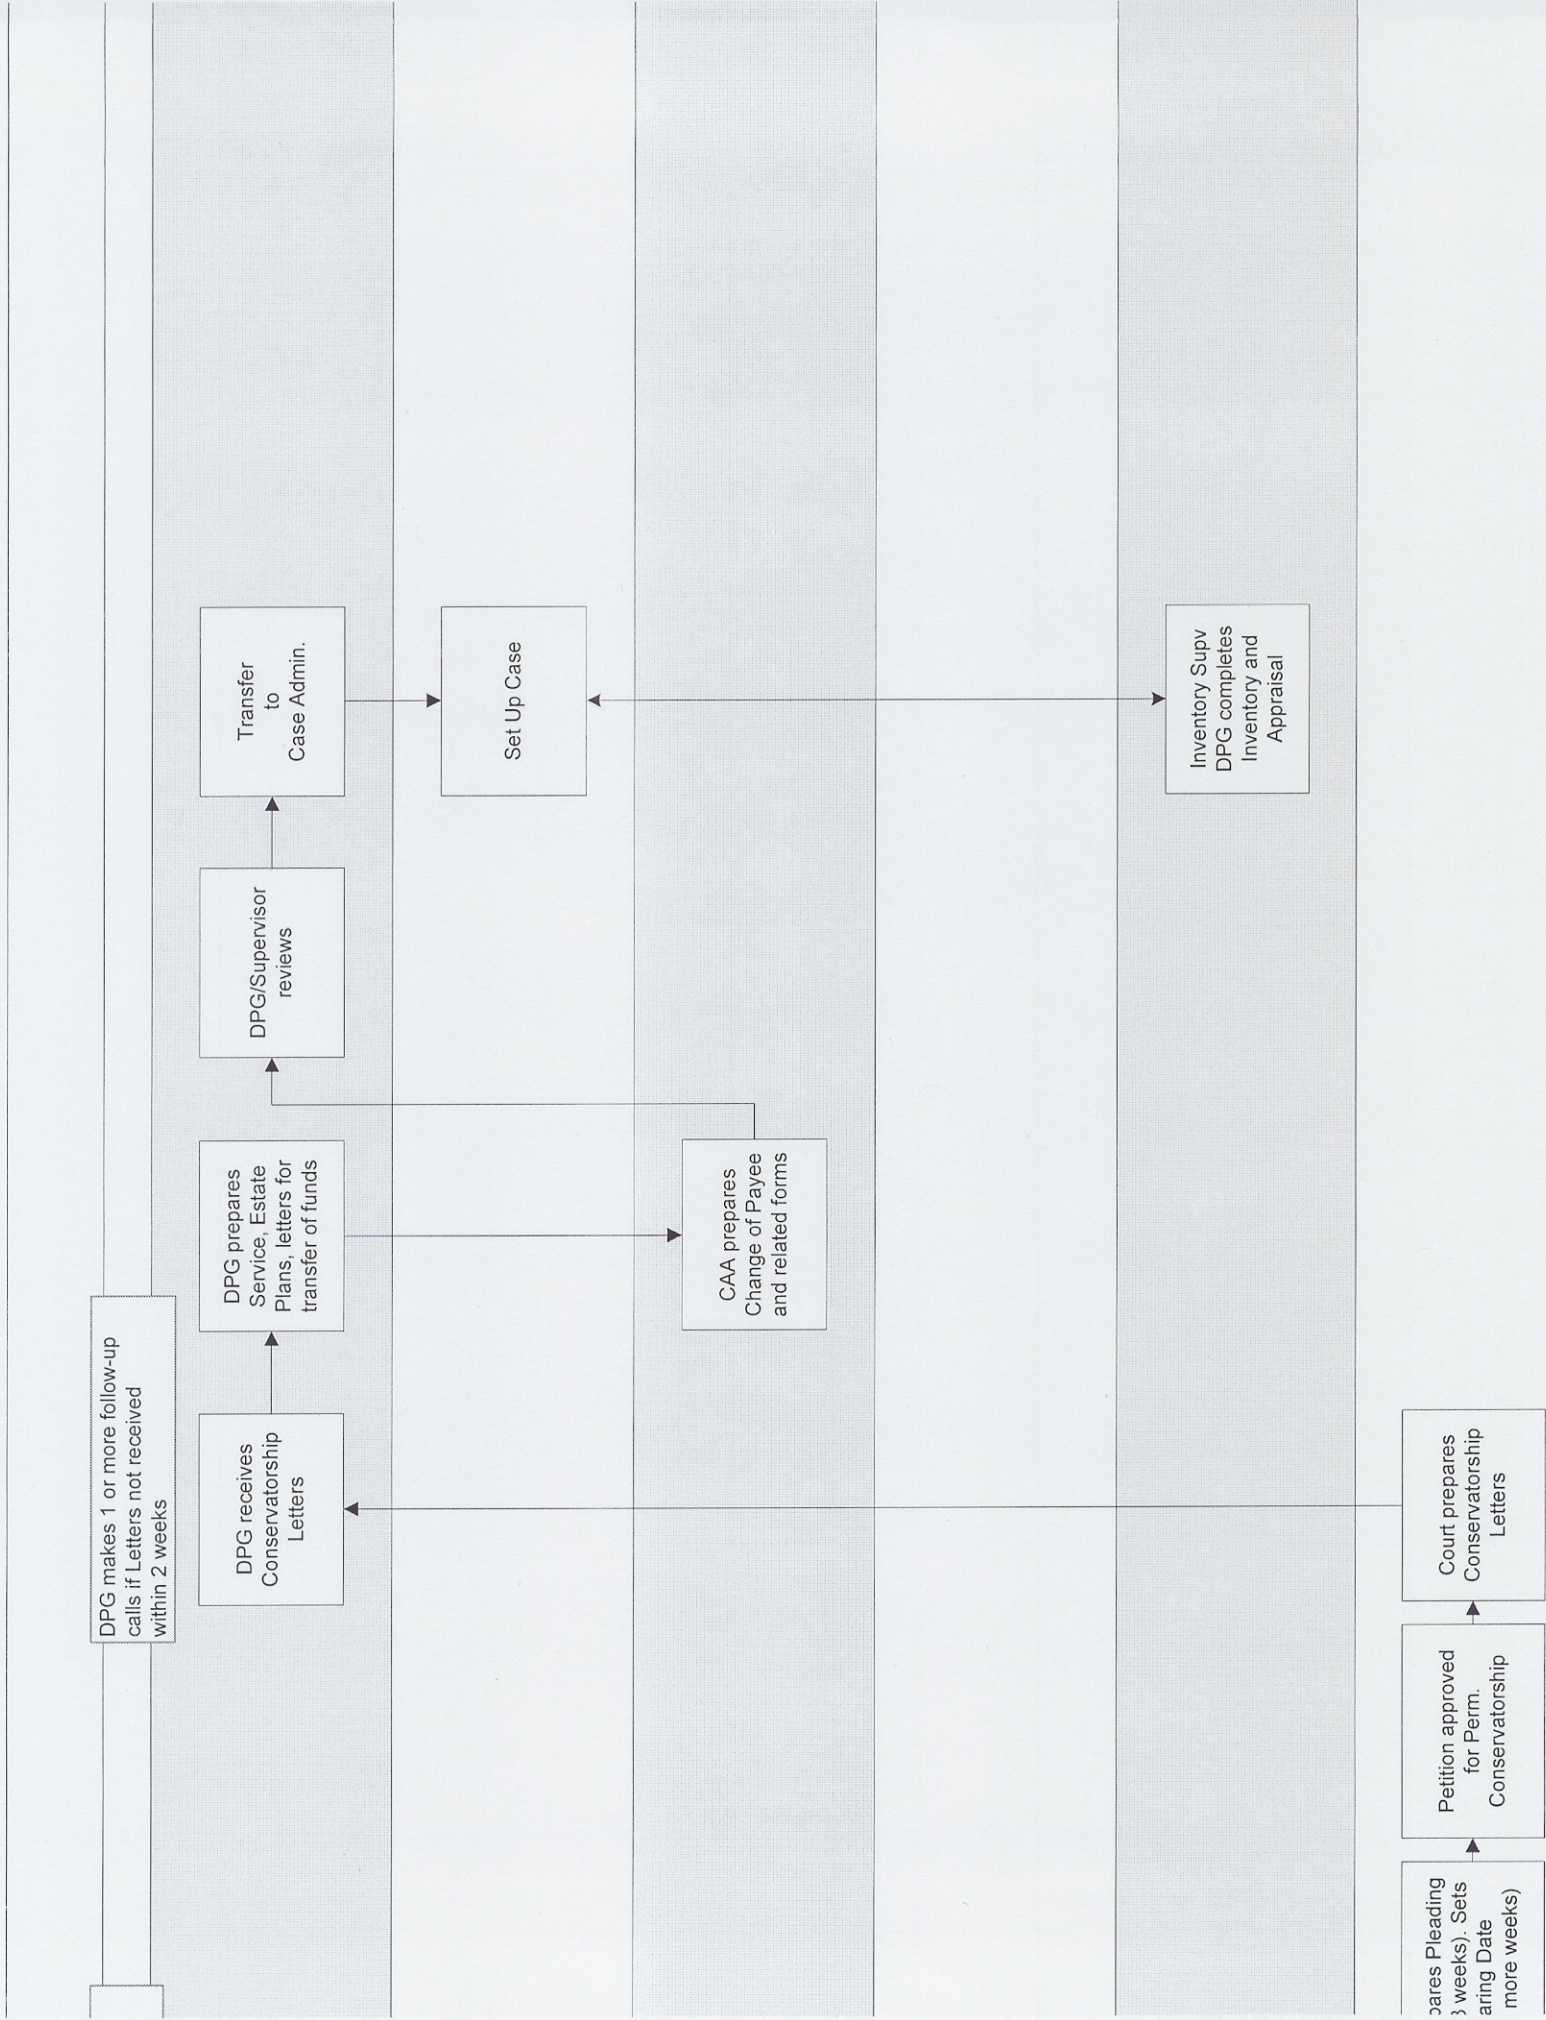 DPG makes 1 or more follow-up
calls if Letters not received
within 2 weeks
DPG receives
Conservatorship
Letters
DPG prepares
Service, Estate
Plans, letters for
transfer of funds
DPG/Supervisor
reviews
Transfer
to
Case Admin.
Set Up Case
CAA prepares
Change of Payee
and related forms
Inventory Supv
DPG completes
Inventory and
Appraisal
Pleading
weeks). Sets
Date
more weeks)
Petition approved
for Perm.
Conservatorship
Court prepares
Conservatorship
Letters